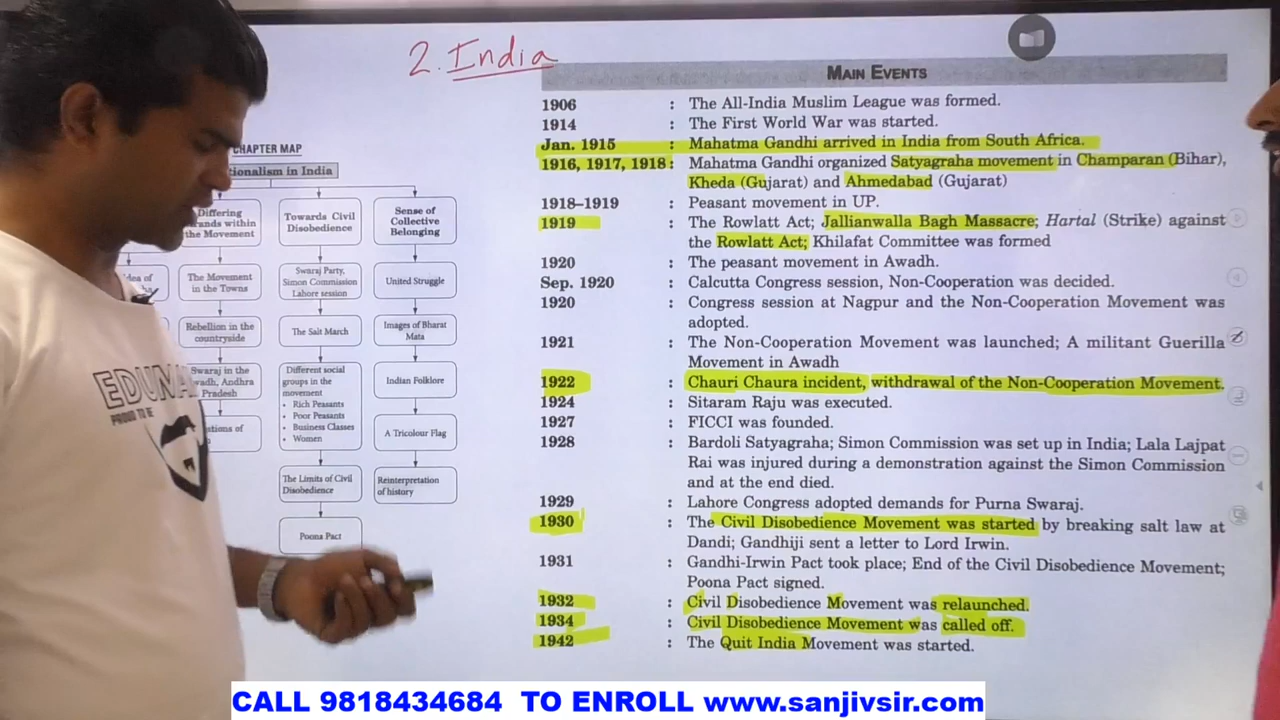 2. India
MAIN EVENTS
1906 : The All-India Muslim League was formed.
1914 : The First World War was started.
Jan. 1915 : Mahatma Gandhi arrived in India from South Africa.
1916, 1917, 1918 : Mahatma Gandhi organized Satyagraha movement in Champaran (Bihar),
Kheda (Gujarat) and Ahmedabad (Gujarat)
1918–1919 : Peasant movement in UP.
1919 : The Rowlatt Act; Jallianwalla Bagh Massacre; Hartal (Strike) against
the Rowlatt Act; Khilafat Committee was formed
1920 : The peasant movement in Awadh.
Sep. 1920 : Calcutta Congress session, Non-Cooperation was decided.
1920 : Congress session at Nagpur and the Non-Cooperation Movement was
adopted.
1921 : The Non-Cooperation Movement was launched; A militant Guerilla
Movement in Awadh
1922 : Chauri Chaura incident, withdrawal of the Non-Cooperation Movement.
1924 : Sitaram Raju was executed.
1927 : FICCI was founded.
1928 : Bardoli Satyagraha; Simon Commission was set up in India; Lala Lajpat
Rai was injured during a demonstration against the Simon Commission
and at the end died.
1929 : Lahore Congress adopted demands for Purna Swaraj.
1930 : The Civil Disobedience Movement was started by breaking salt law at
Dandi; Gandhiji sent a letter to Lord Irwin.
1931 : Gandhi-Irwin Pact took place; End of the Civil Disobedience Movement;
Poona Pact signed.
1932 : Civil Disobedience Movement was relaunched.
1934 : Civil Disobedience Movement was called off.
1942 : The Quit India Movement was started.
CHAPTER MAP
in India
Differing
within
the Movement
The Movement
in the Towns
Rebellion in the
countryside
Swaraj in the
Andhra
Pradesh
of
Towards Civil
Disobedience
Swaraj Party,
Simon Commission
Lahore session
The Salt March
Different social
groups in the
movement
• Rich Peasants
• Poor Peasants
• Business Classes
• Women
The Limits of Civil
Disobedience
Poona Pact
Sense of
Collective
Belonging
United Struggle
Images of Bharat
Mata
Indian Folklore
A Tricolour Flag
Reinterpretation
of history
PROUD TO BE
CALL 9818434684 TO ENROLL www.sanjivsir.com